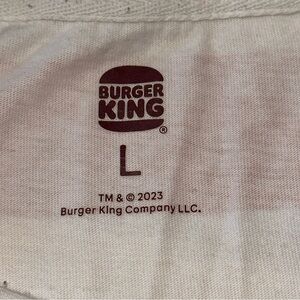 BURGER
KING
®
L
TM & © 2023
Burger King Company LLC.